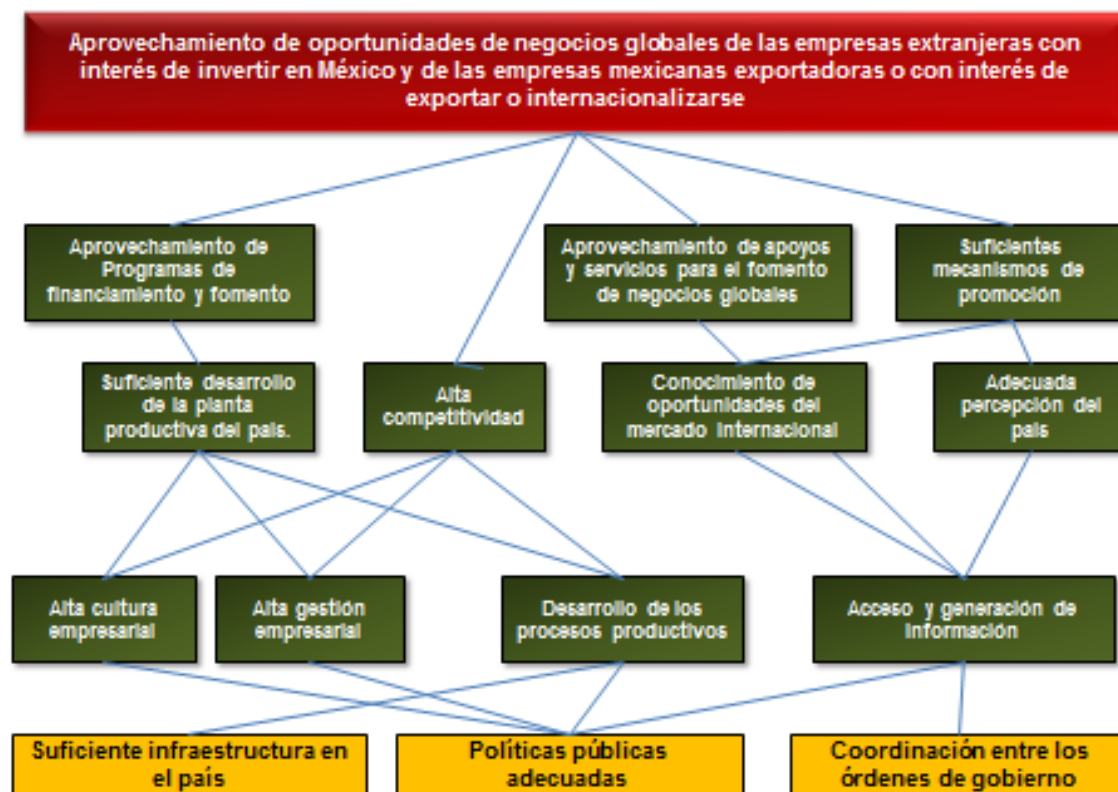 Aprovechamiento de oportunidades de negocios globales de las empresas extranjeras con
interés de invertir en México y de las empresas mexicanas exportadoras o con interés de
exportar o internacionalizarse
Aprovechamiento de
Programas de
financiamiento y fomento
Aprovechamiento de apoyos
y servicios para el fomento
de negocios globales
Suficientes
mecanismos de
promoción
Suficiente desarrollo
de la planta
productiva del país.
Alta
competitividad
Conocimiento de
oportunidades del
mercado internacional
Adecuada
percepción del
país
Alta cultura
empresarial
Alta gestión
empresarial
Desarrollo de los
procesos productivos
Acceso y generación de
información
Suficiente infraestructura en
el país
Políticas públicas
adecuadas
Coordinación entre los
órdenes de gobierno